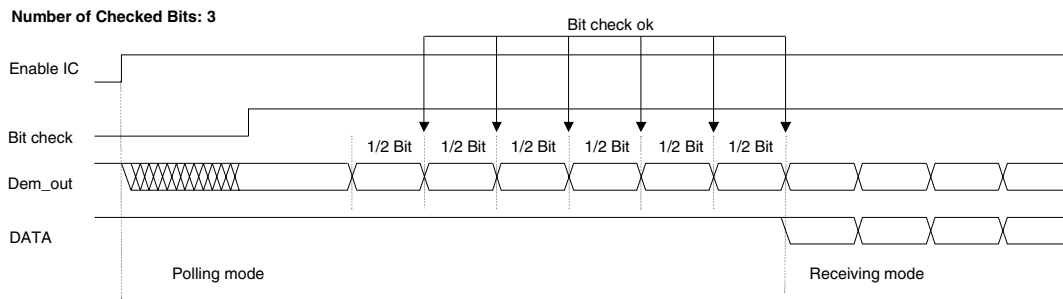 Number of Checked Bits: 3
Bit check ok
Enable IC
Bit check
1/2 Bit 1/2 Bit 1/2 Bit 1/2 Bit 1/2 Bit 1/2 Bit
Dem_out
DATA
Polling mode Receiving mode